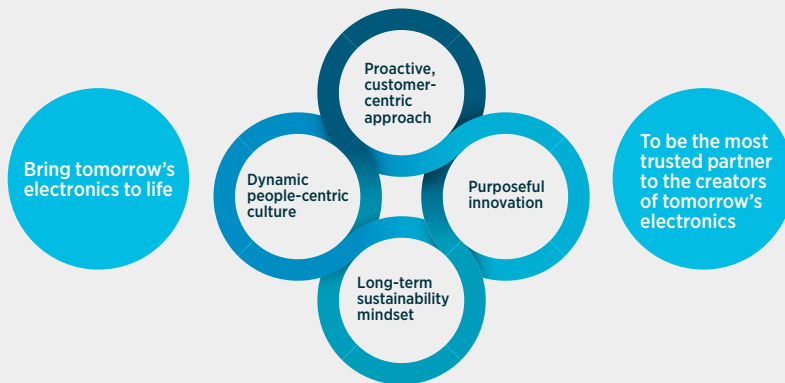 Bring tomorrow's
electronics to life
Proactive,
customer-
centric
approach
Dynamic
people-centric
culture
Purposeful
innovation
Long-term
sustainability
mindset
To be the most
trusted partner
to the creators
of tomorrow's
electronics